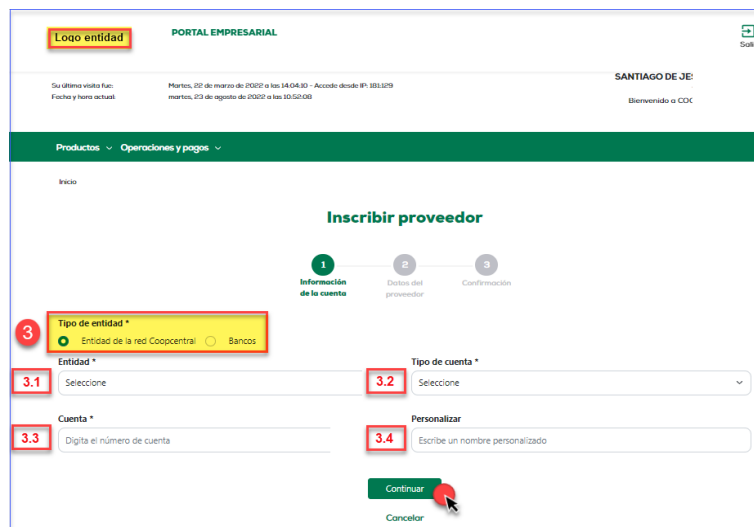 Logo entidad
PORTAL EMPRESARIAL
Su última visita fue: Martes, 22 de marzo de 2022 a las 14:04:10 - Accede desde IP: 181.129
Fecha y hora actual: martes, 23 de agosto de 2022 a las 10:52:08
SANTIAGO DE JE
Bienvenido a COO
Productos Operaciones y pagos
Inicio
Inscribir proveedor
1 2 3
Información de la cuenta
Datos del proveedor
Confirmación
3
Tipo de entidad *
Entidad de la red Coopcentral Bancos
Entidad * Tipo de cuenta *
3.1 Seleccione 3.2 Seleccione
Cuenta * Personalizar
3.3 Digita el número de cuenta 3.4 Escribe un nombre personalizado
Continuar
Cancelar